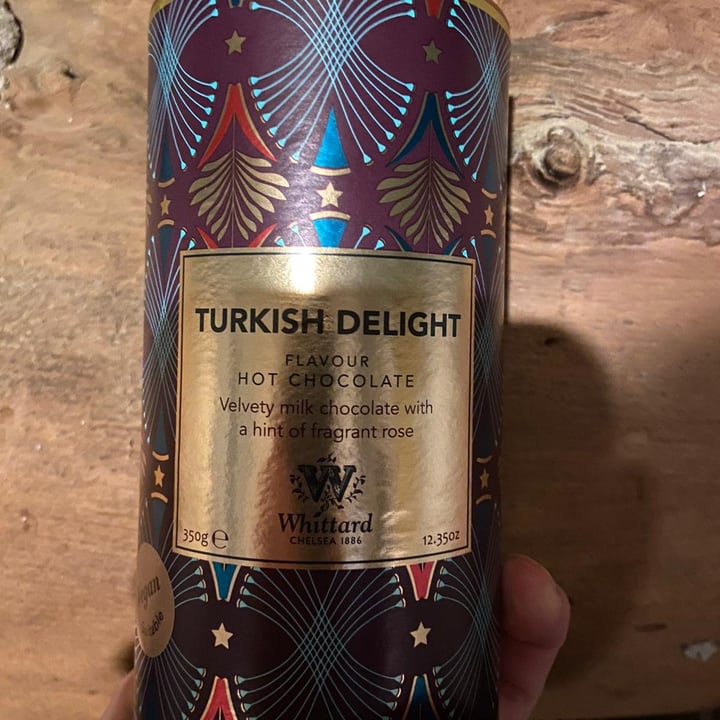 TURKISH DELIGHT
FLAVOUR
HOT CHOCOLATE
Velvety milk chocolate with
a hint of fragrant rose
W
Whittard
CHELSEA 1886
350g ℮
12.35oz